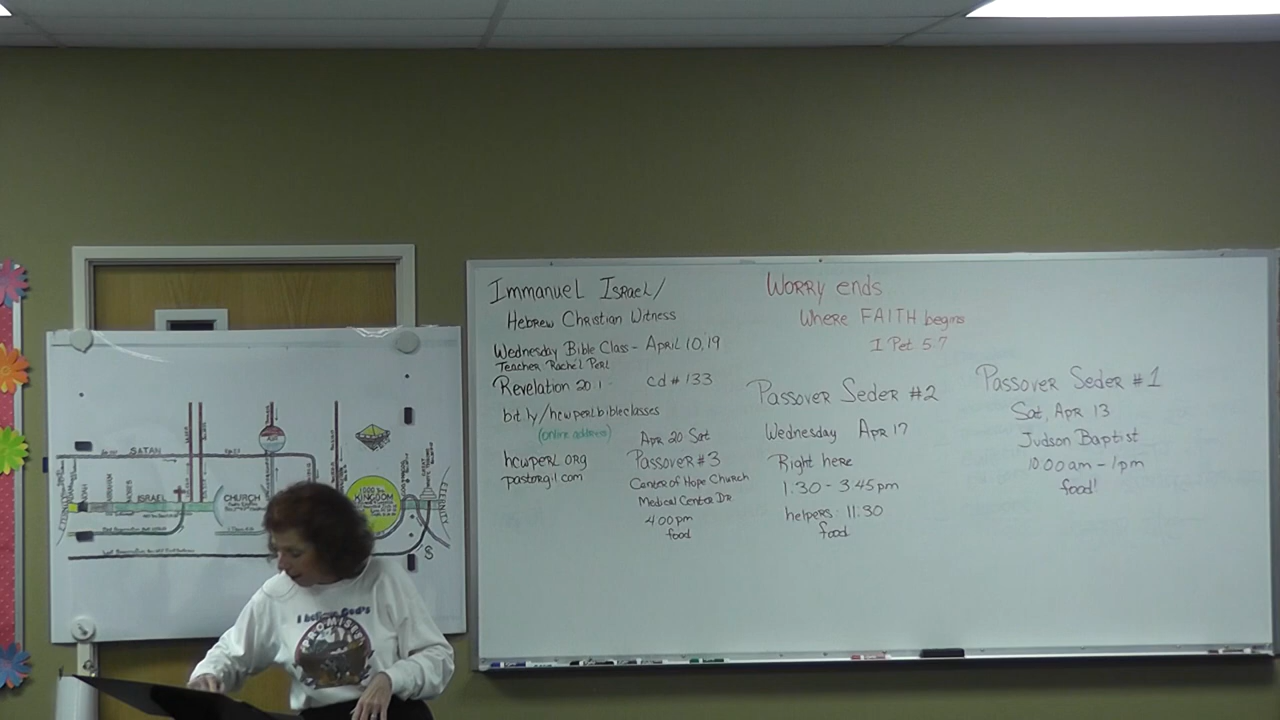 Immanuel Israel/
Hebrew Christian Witness
Wednesday Bible Class - April 10, '19
Teacher Rachel Perl
Revelation 20:1 cd # 133
bit.ly/hcwperlbibleclasses
(online address)
hcwperl.org
pastorgil.com
Apr 20 Sat
Passover #3
Center of Hope Church
Medical Center Dr
4:00 pm
food
Worry ends
Where FAITH begins
I Pet 5:7
Passover Seder #2
Wednesday Apr 17
Right here
1:30 - 3:45 pm
helpers 11:30
food
Passover Seder #1
Sat, Apr 13
Judson Baptist
10:00 am - 1 pm
food!
SATAN
ISRAEL
CHURCH
KINGDOM
ETERNITY
S
I believe God's
PROMISES